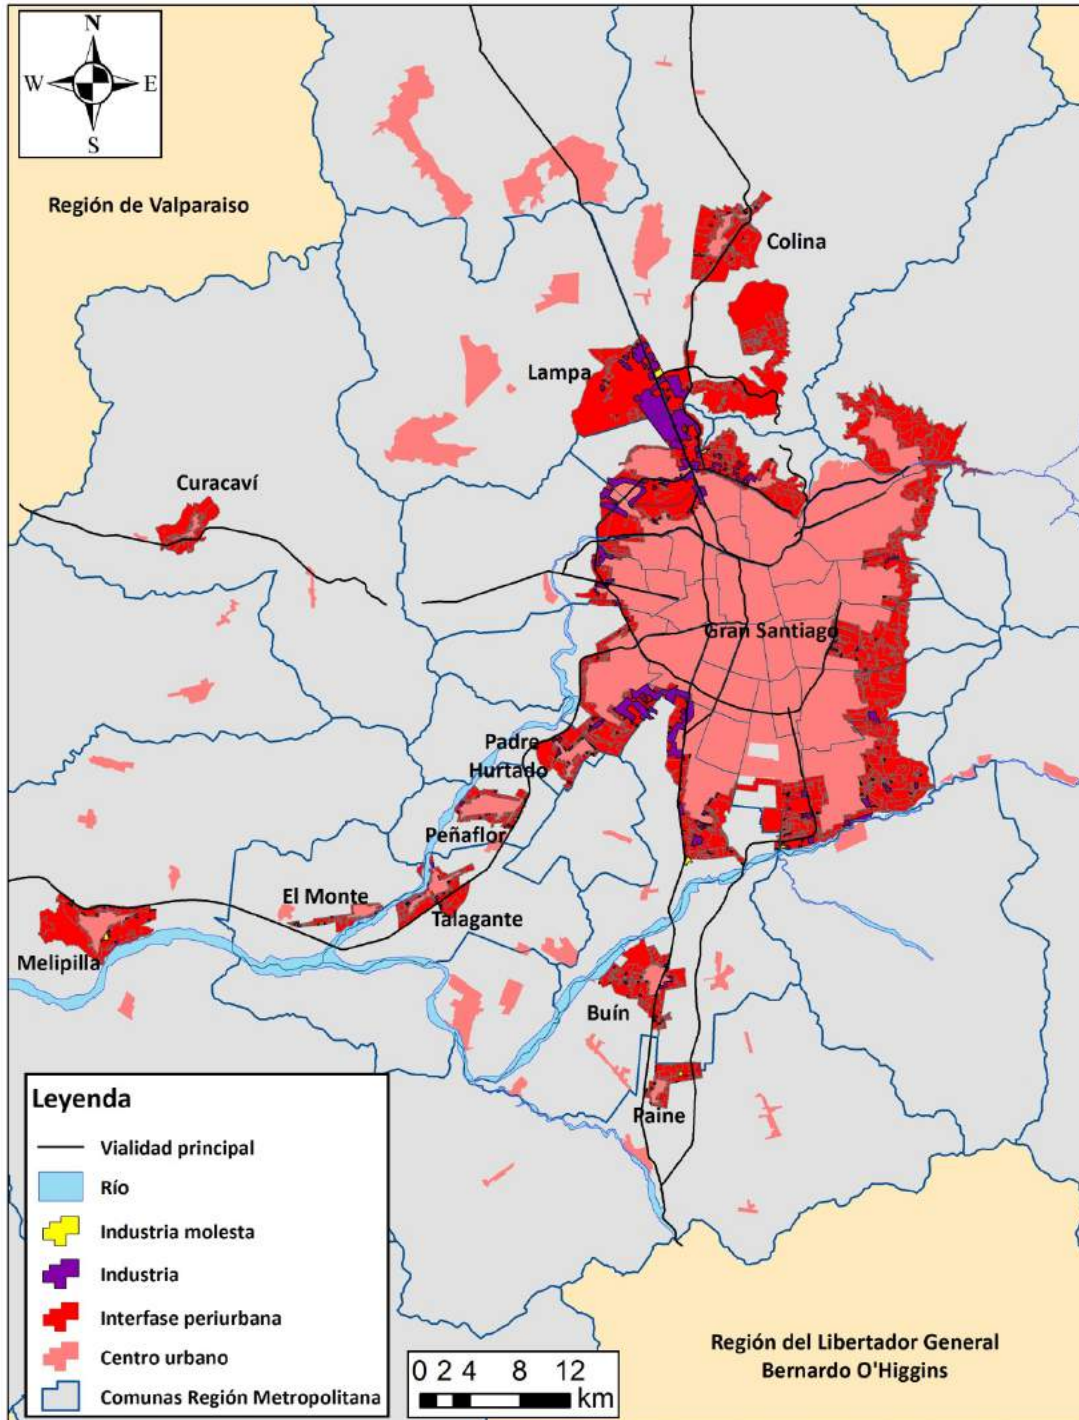 N
W E
S
Región de Valparaiso
Colina
Lampa
Curacaví
Gran Santiago
Padre
Hurtado
Peñaflor
El Monte
Talagante
Melipilla
Buín
Paine
Leyenda
Vialidad principal
Río
Industria molesta
Industria
Interfase periurbana
Centro urbano
Comunas Región Metropolitana
0 2 4 8 12
km
Región del Libertador General
Bernardo O'Higgins